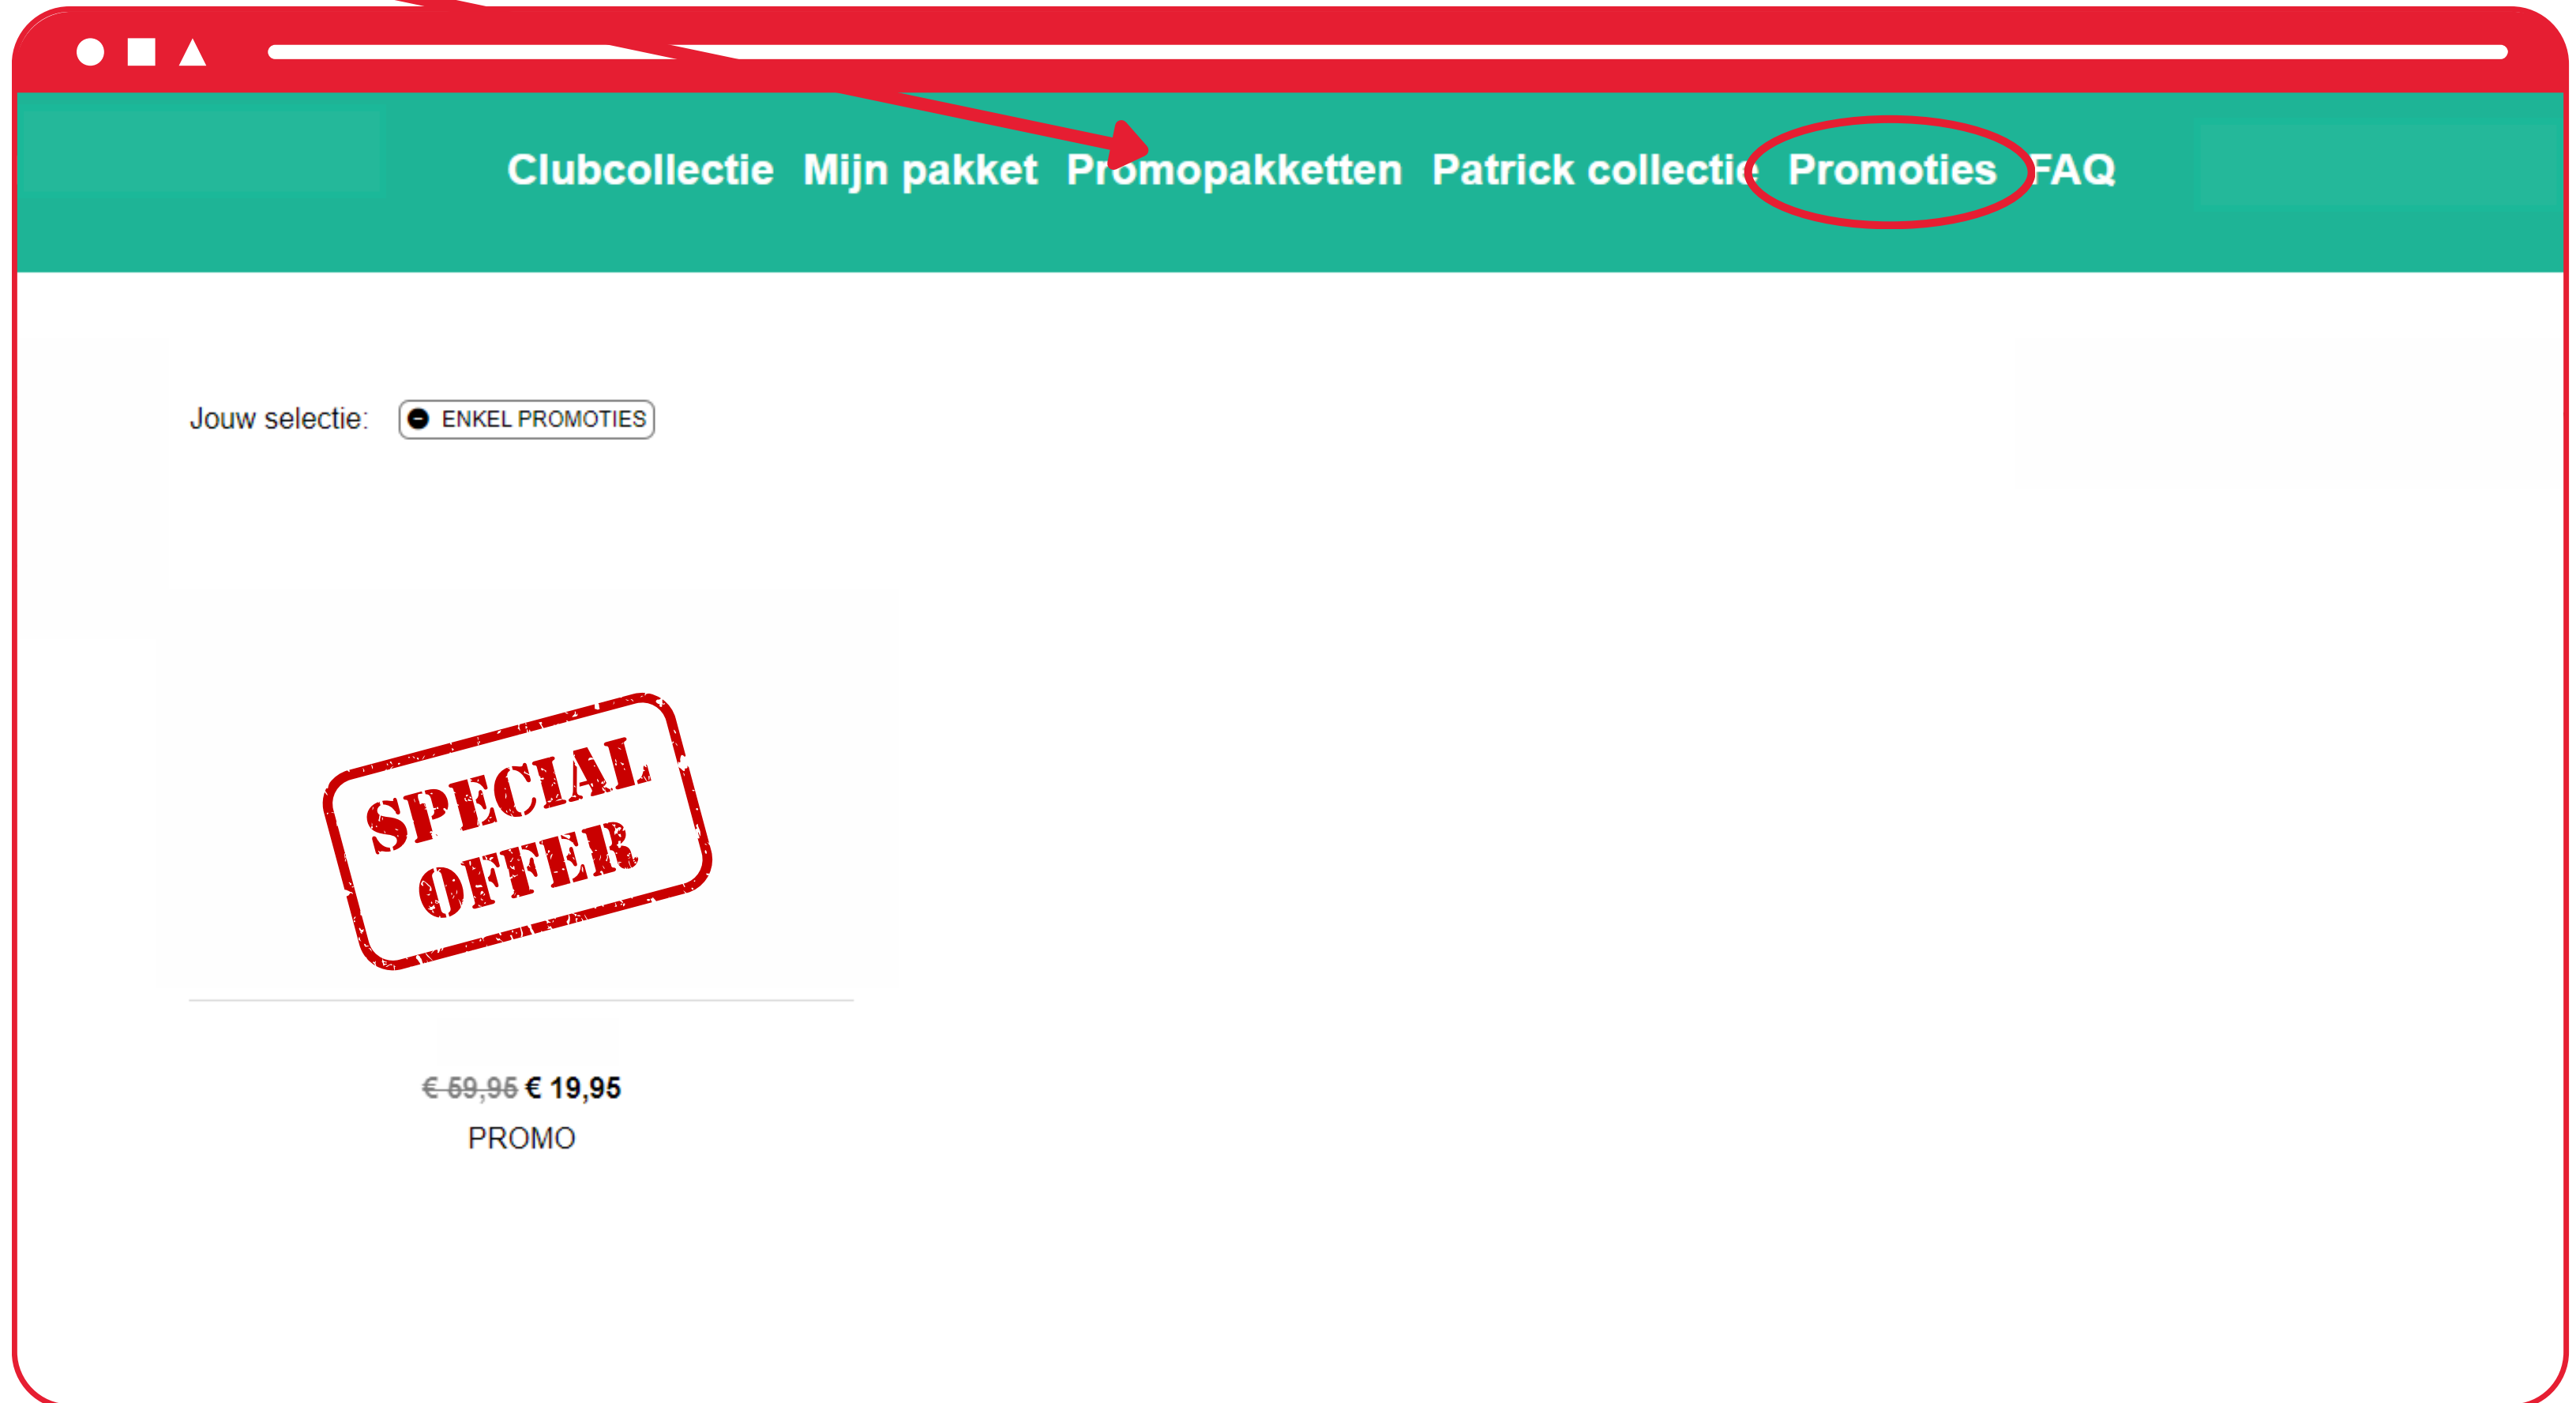 Clubcollectie Mijn pakket Promopakketten Patrick collectie Promoties FAQ
Jouw selectie: ENKEL PROMOTIES
SPECIAL
OFFER
€ 59,95 € 19,95
PROMO